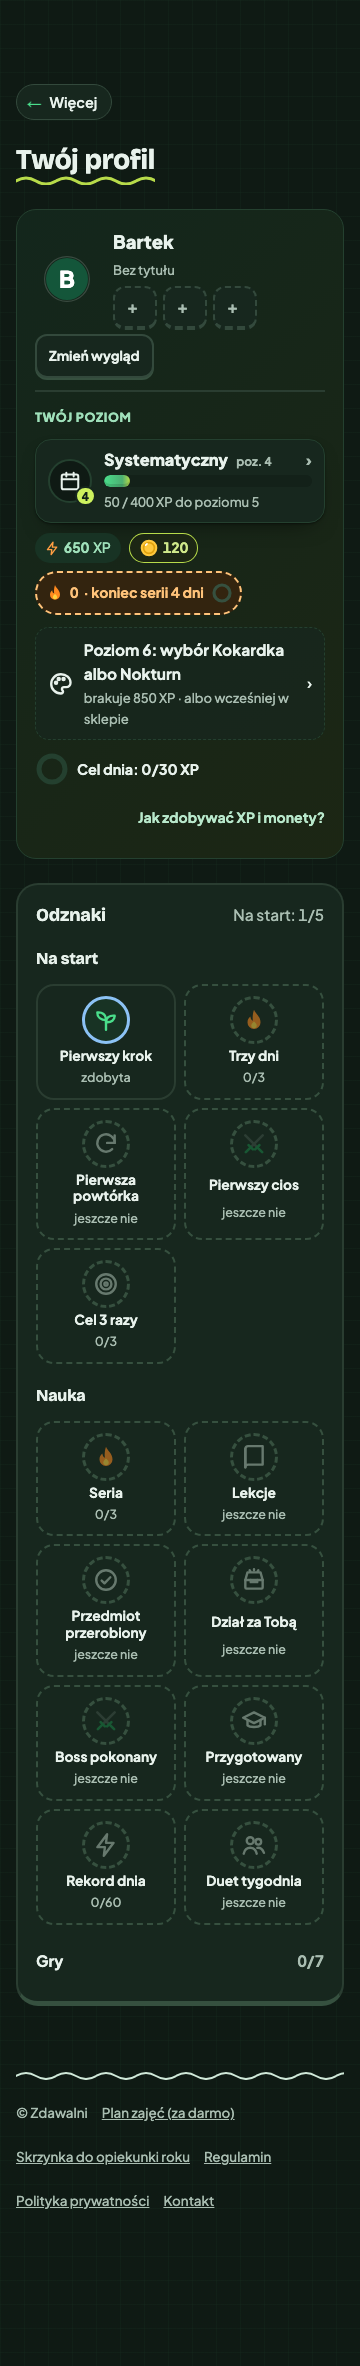 ← Więcej
Twój profil
B
Bartek
Bez tytułu
+ + +
Zmień wygląd
TWÓJ POZIOM
Systematyczny poz. 4 ›
4
50 / 400 XP do poziomu 5
650 XP 120
0 · koniec serii 4 dni
Poziom 6: wybór Kokardka
albo Nokturn
brakuje 850 XP · albo wcześniej w
sklepie
›
Cel dnia: 0/30 XP
Jak zdobywać XP i monety?
Odznaki Na start: 1/5
Na start
Pierwszy krok
zdobyta
Trzy dni
0/3
Pierwsza
powtórka
jeszcze nie
Pierwszy cios
jeszcze nie
Cel 3 razy
0/3
Nauka
Seria
0/3
Lekcje
jeszcze nie
Przedmiot
przerobiony
jeszcze nie
Dział za Tobą
jeszcze nie
Boss pokonany
jeszcze nie
Przygotowany
jeszcze nie
Rekord dnia
0/60
Duet tygodnia
jeszcze nie
Gry 0/7
© Zdawalni Plan zajęć (za darmo)
Skrzynka do opiekunki roku Regulamin
Polityka prywatności Kontakt